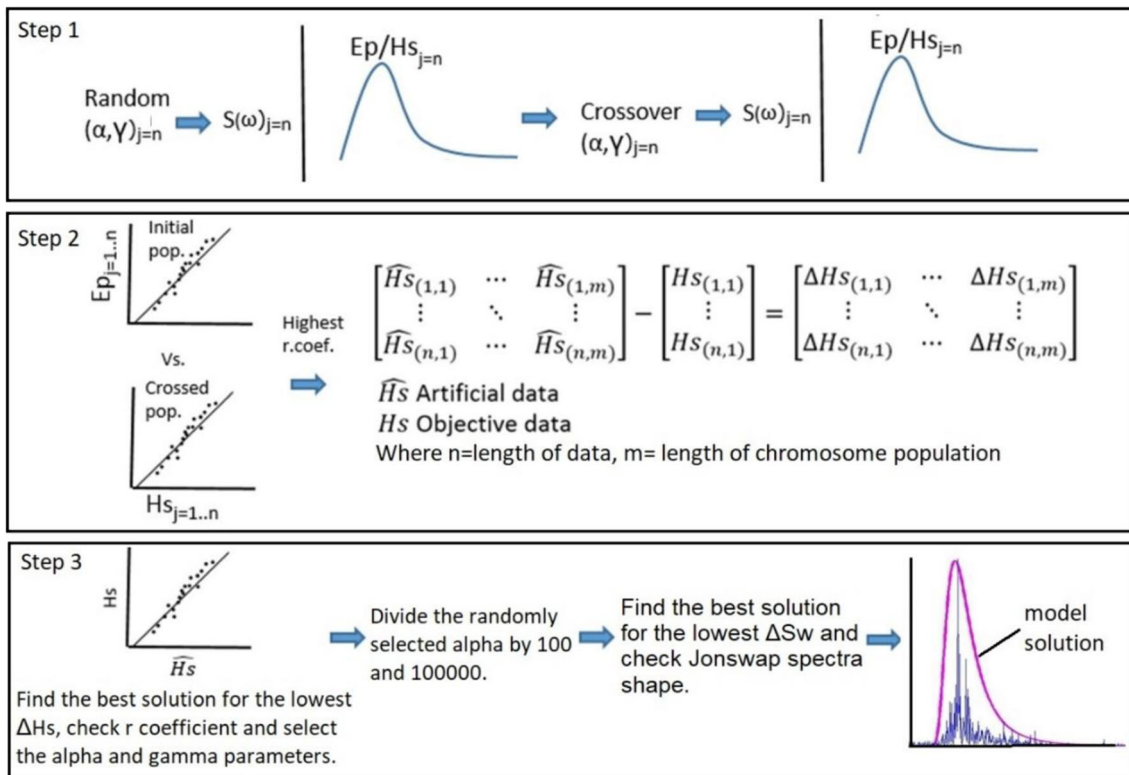 Step 1
Random
(α,γ)j=n
S(ω)j=n
Ep/Hsj=n
Crossover
(α,γ)j=n
S(ω)j=n
Ep/Hsj=n
Step 2
Epj=1..n
Initial
pop.
Vs.
Crossed
pop.
Hsj=1..n
Highest
r.coef.
[Ĥs(1,1) ⋯ Ĥs(1,m)] − [Hs(1,1)] = [ΔHs(1,1) ⋯ ΔHs(1,m)]
⋮ ⋱ ⋮ ⋮ ⋮ ⋱ ⋮
[Ĥs(n,1) ⋯ Ĥs(n,m)] [Hs(n,1)] [ΔHs(n,1) ⋯ ΔHs(n,m)]
Ĥs Artificial data
Hs Objective data
Where n=length of data, m= length of chromosome population
Step 3
Hs
Ĥs
Find the best solution for the lowest
ΔHs, check r coefficient and select
the alpha and gamma parameters.
Divide the randomly
selected alpha by 100
and 100000.
Find the best solution
for the lowest ΔSw and
check Jonswap spectra
shape.
model
solution